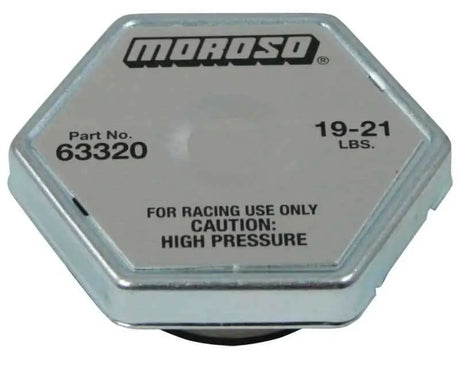 MOROSO®
Part No.
63320
19-21
LBS.
FOR RACING USE ONLY
CAUTION:
HIGH PRESSURE